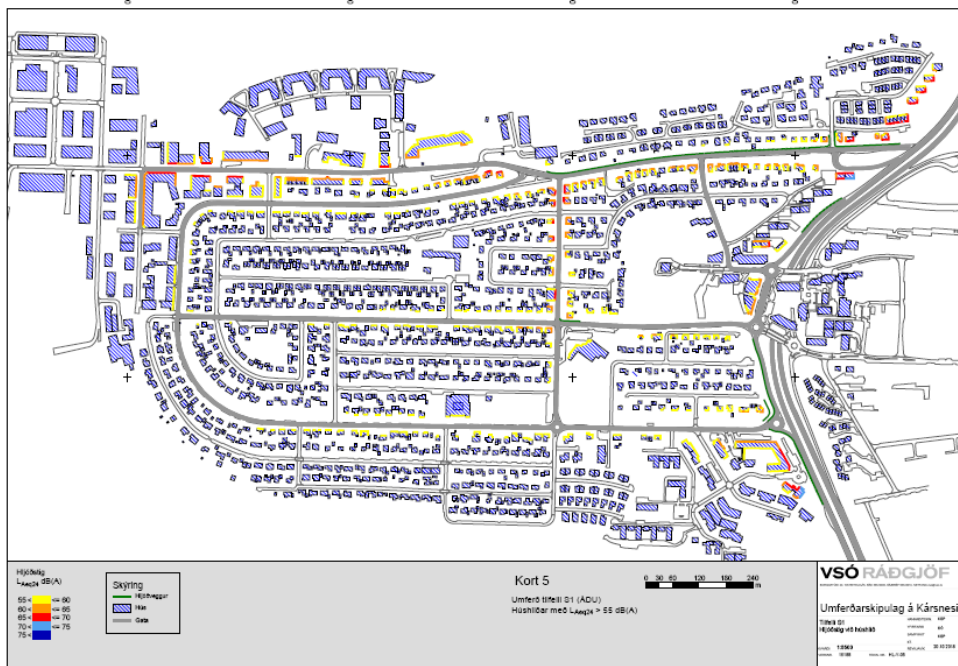 Hljóðstig
L Aeq24 dB(A)
55 < <= 60
60 < <= 65
65 < <= 70
70 < <= 75
75 <
Skýring
Hljóðveggur
Hús
Gata
Kort 5
Umferð tilfelli S1 (ÁDU)
Húshliðar með L Aeq24 > 55 dB(A)
0 30 60 120 180 240
m
VSÓ RÁÐGJÖF
Umferðarskipulag á Kársnesi
Tilfelli S1
Hljóðstig við húshlið